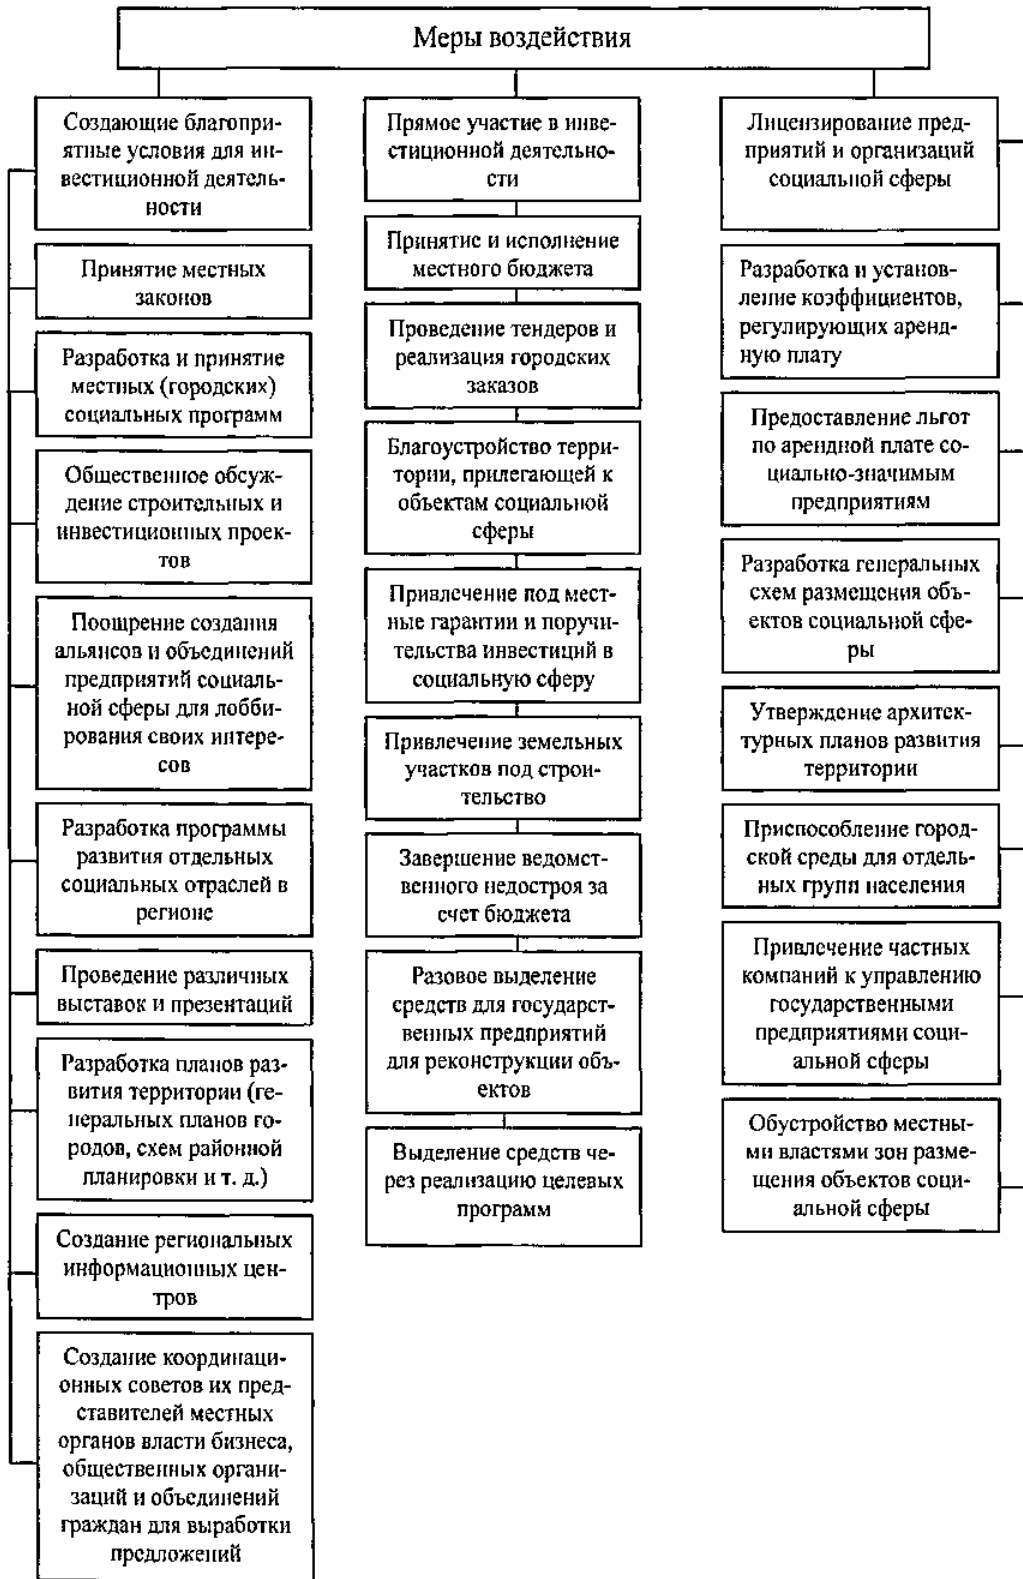 Меры воздействия
Создающие благопри-
ятные условия для ин-
вестиционной деятель-
ности
Принятие местных
законов
Разработка и принятие
местных (городских)
социальных программ
Общественное обсуж-
дение строительных и
инвестиционных проек-
тов
Поощрение создания
альянсов и объединений
предприятий социаль-
ной сферы для лобби-
рования своих интере-
сов
Разработка программы
развития отдельных
социальных отраслей в
регионе
Проведение различных
выставок и презентаций
Разработка планов раз-
вития территории (ге-
неральных планов го-
родов, схем районной
планировки и т. д.)
Создание региональных
информационных цен-
тров
Создание координаци-
онных советов их пред-
ставителей местных
органов власти бизнеса,
общественных органи-
заций и объединений
граждан для выработки
предложений
Прямое участие в инве-
стиционной деятельно-
сти
Принятие и исполнение
местного бюджета
Проведение тендеров и
реализация городских
заказов
Благоустройство терри-
тории, прилегающей к
объектам социальной
сферы
Привлечение под мест-
ные гарантии и поручи-
тельства инвестиций в
социальную сферу
Привлечение земельных
участков под строи-
тельство
Завершение ведомст-
венного недостроя за
счет бюджета
Разовое выделение
средств для государст-
венных предприятий
для реконструкции объ-
ектов
Выделение средств че-
рез реализацию целевых
программ
Лицензирование пред-
приятий и организаций
социальной сферы
Разработка и установ-
ление коэффициентов,
регулирующих аренд-
ную плату
Предоставление льгот
по арендной плате со-
циально-значимым
предприятиям
Разработка генеральных
схем размещения объ-
ектов социальной сфе-
ры
Утверждение архитек-
турных планов развития
территории
Приспособление город-
ской среды для отдель-
ных групп населения
Привлечение частных
компаний к управлению
государственными
предприятиями соци-
альной сферы
Обустройство местны-
ми властями зон разме-
щения объектов соци-
альной сферы